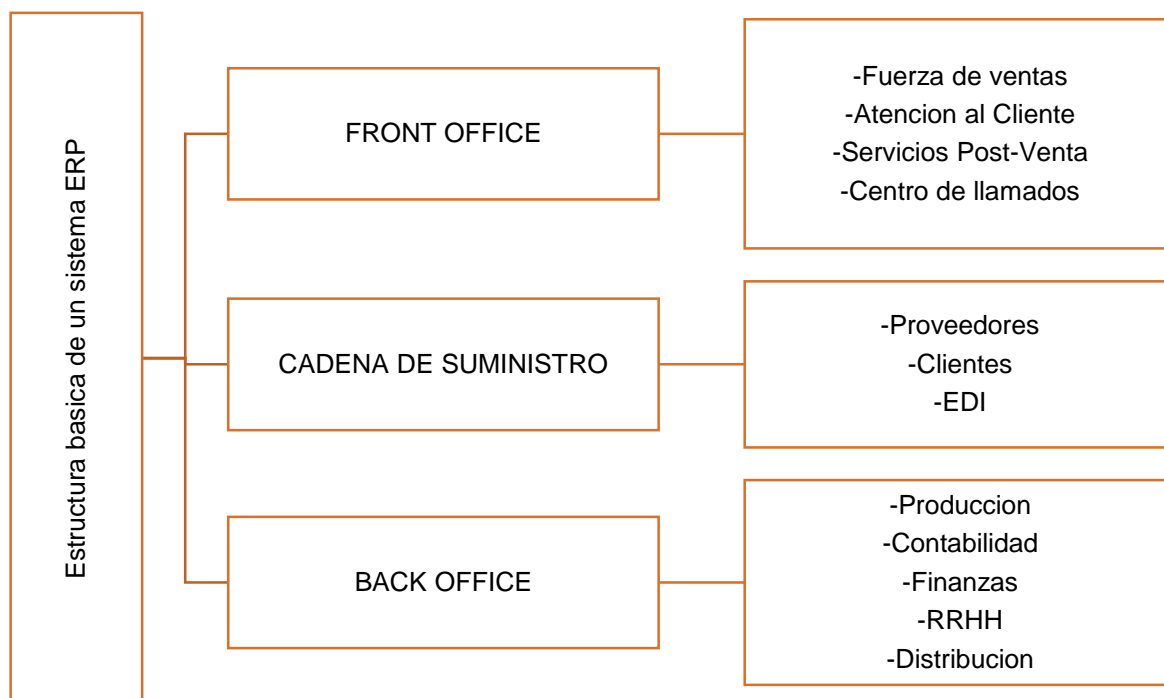 Estructura basica de un sistema ERP
FRONT OFFICE
-Fuerza de ventas
-Atencion al Cliente
-Servicios Post-Venta
-Centro de llamados
CADENA DE SUMINISTRO
-Proveedores
-Clientes
-EDI
BACK OFFICE
-Produccion
-Contabilidad
-Finanzas
-RRHH
-Distribucion